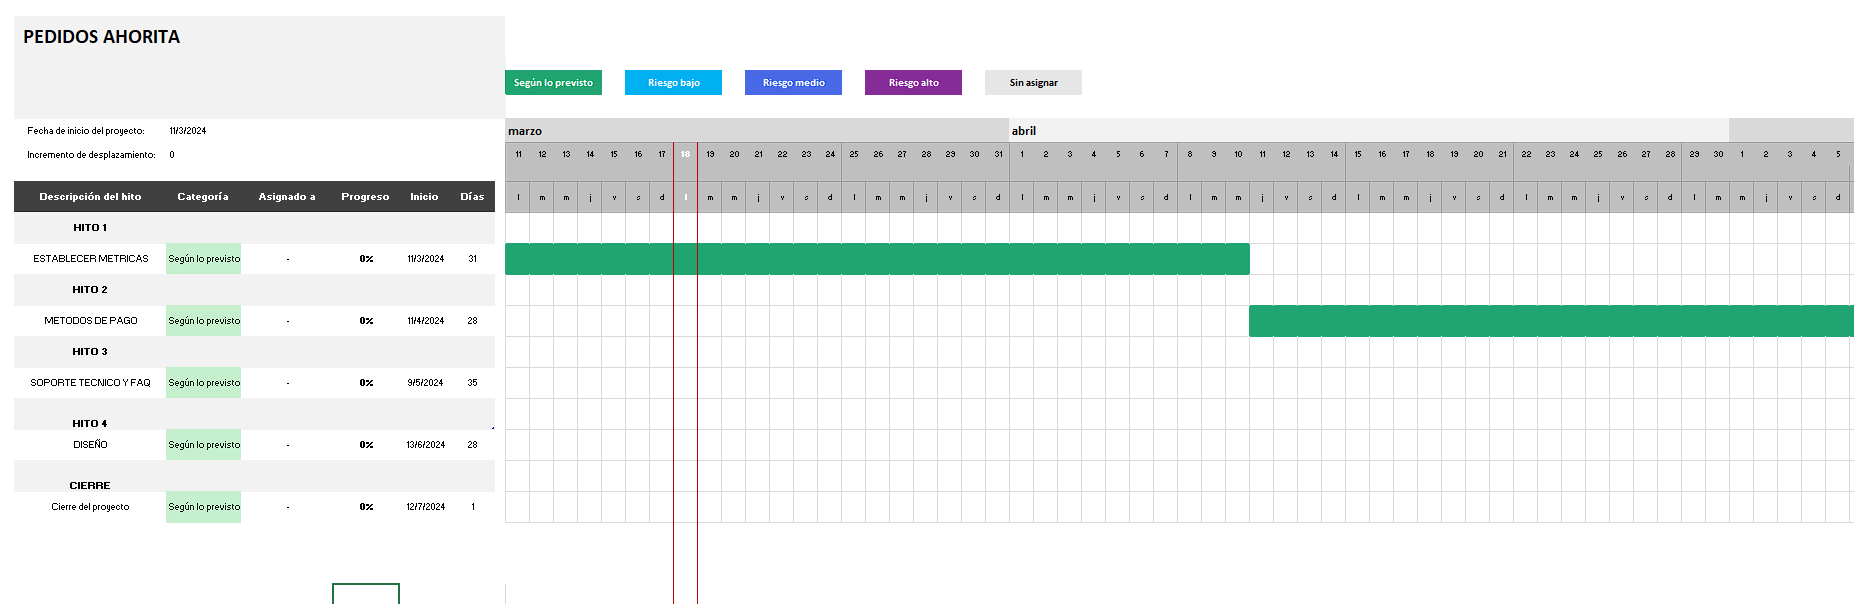 PEDIDOS AHORITA
Según lo previsto Riesgo bajo Riesgo medio Riesgo alto Sin asignar
Fecha de inicio del proyecto: 11/3/2024
marzo abril
Incremento de desplazamiento: 0
11 12 13 14 15 16 17 18 19 20 21 22 23 24 25 26 27 28 29 30 31 1 2 3 4 5 6 7 8 9 10 11 12 13 14 15 16 17 18 19 20 21 22 23 24 25 26 27 28 29 30 1 2 3 4 5
Descripción del hito Categoría Asignado a Progreso Inicio Días
l m m j v s d l m m j v s d l m m j v s d l m m j v s d l m m j v s d l m m j v s d l m m j v s d l m m j v s d
HITO 1
ESTABLECER METRICAS Según lo previsto - 0% 11/3/2024 31
HITO 2
METODOS DE PAGO Según lo previsto - 0% 11/4/2024 28
HITO 3
SOPORTE TECNICO Y FAQ Según lo previsto - 0% 9/5/2024 35
HITO 4
DISEÑO Según lo previsto - 0% 13/6/2024 28
CIERRE
Cierre del proyecto Según lo previsto - 0% 12/7/2024 1